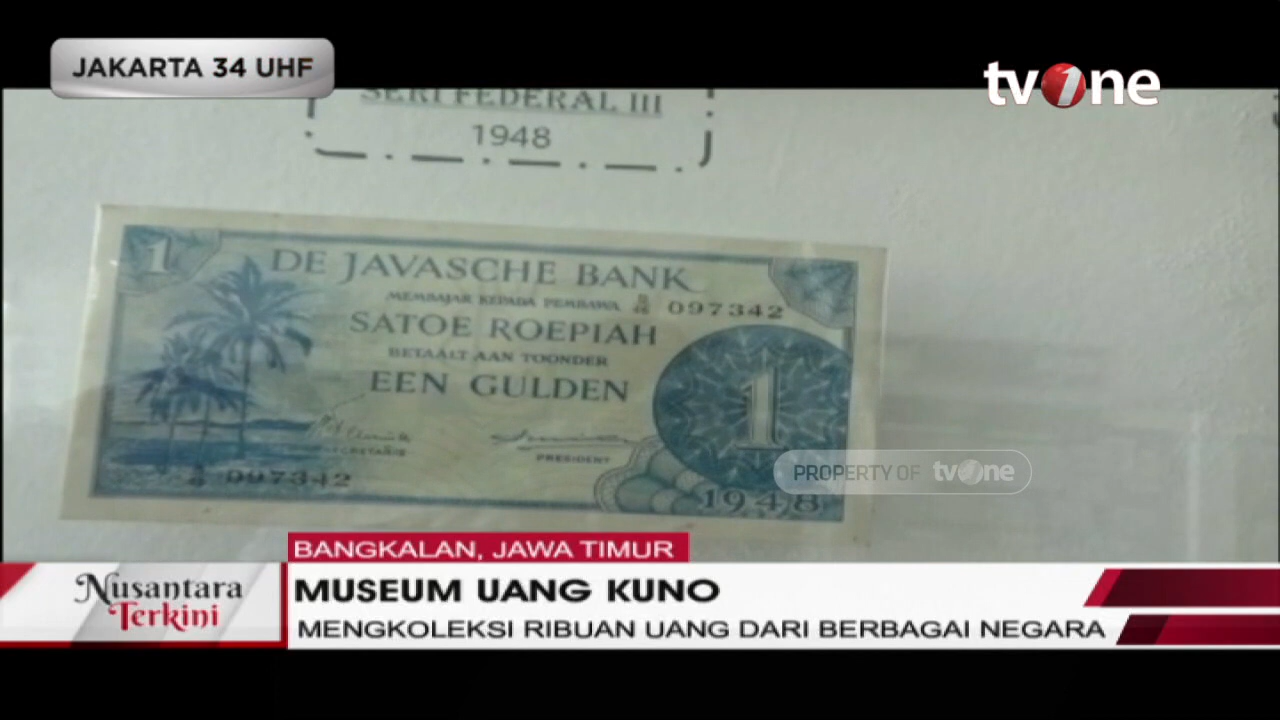 JAKARTA 34 UHF
tvOne
SERI FEDERAL III
1948
1
DE JAVASCHE BANK
MEMBAJAR KEPADA PEMBAWA
097342
SATOE ROEPIAH
BETAALT AAN TOONDER
EEN GULDEN
1
SECRETARIS
PRESIDENT
097342
1948
PROPERTY OF tvOne
BANGKALAN, JAWA TIMUR
Nusantara
Terkini
MUSEUM UANG KUNO
MENGKOLEKSI RIBUAN UANG DARI BERBAGAI NEGARA